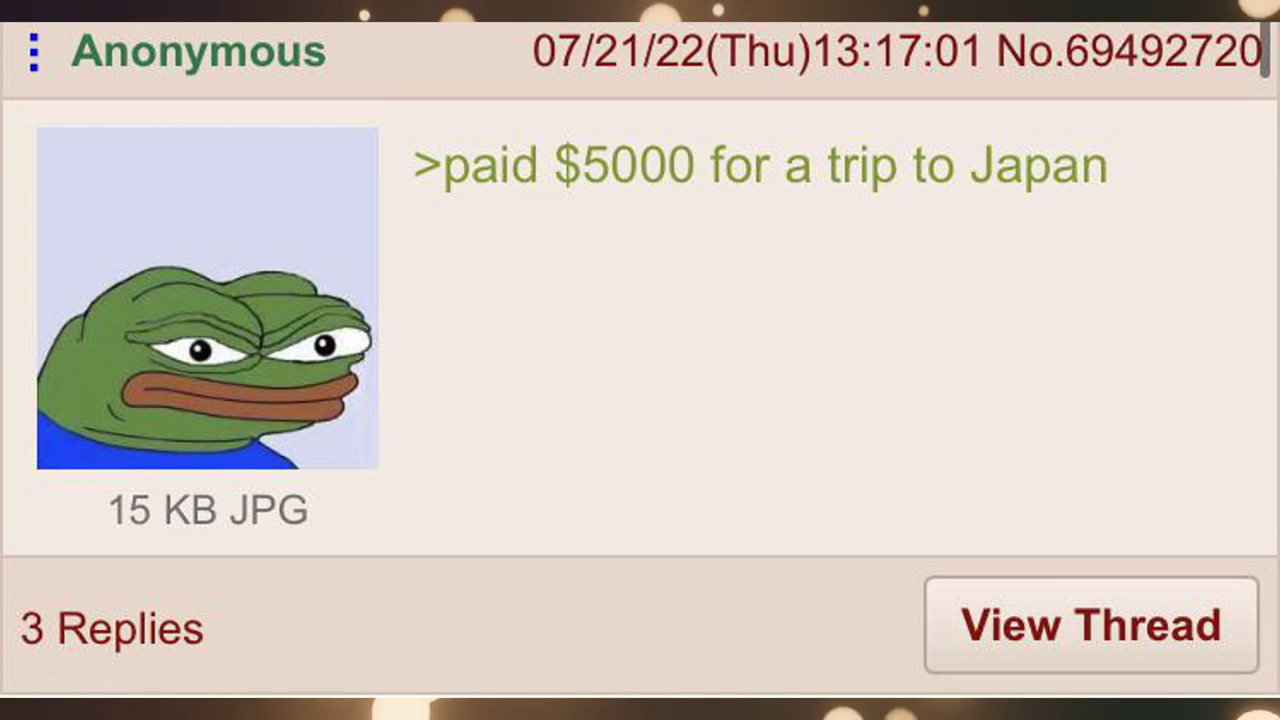 Anonymous 07/21/22(Thu)13:17:01 No.69492720
>paid $5000 for a trip to Japan
15 KB JPG
3 Replies View Thread